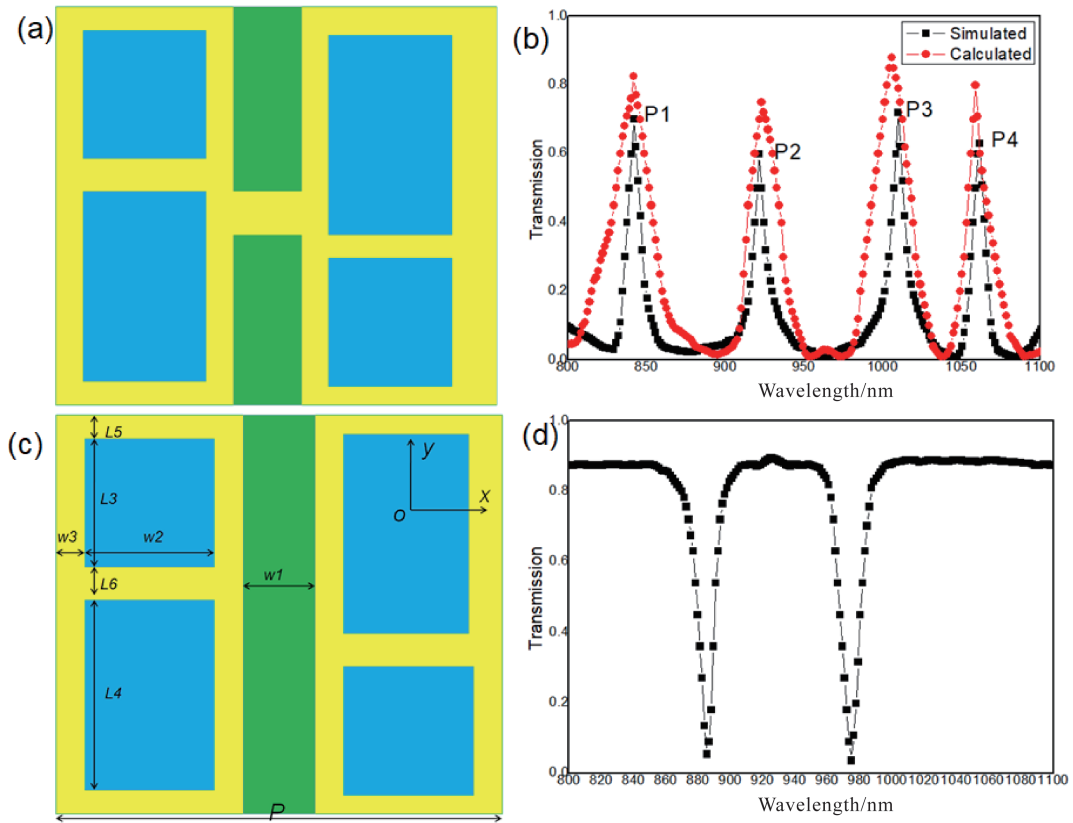 (a)
(b)
1.0
0.8
0.6
0.4
0.2
0.0
Transmission
Simulated
Calculated
P1
P2
P3
P4
800 850 900 950 1000 1050 1100
Wavelength/nm
(c)
L5
L3
w3
w2
L6
w1
L4
P
y
x
o
(d)
1.0
0.8
0.6
0.4
0.2
0.0
Transmission
800 820 840 860 880 900 920 940 960 980 1000 1020 1040 1060 1080 1100
Wavelength/nm